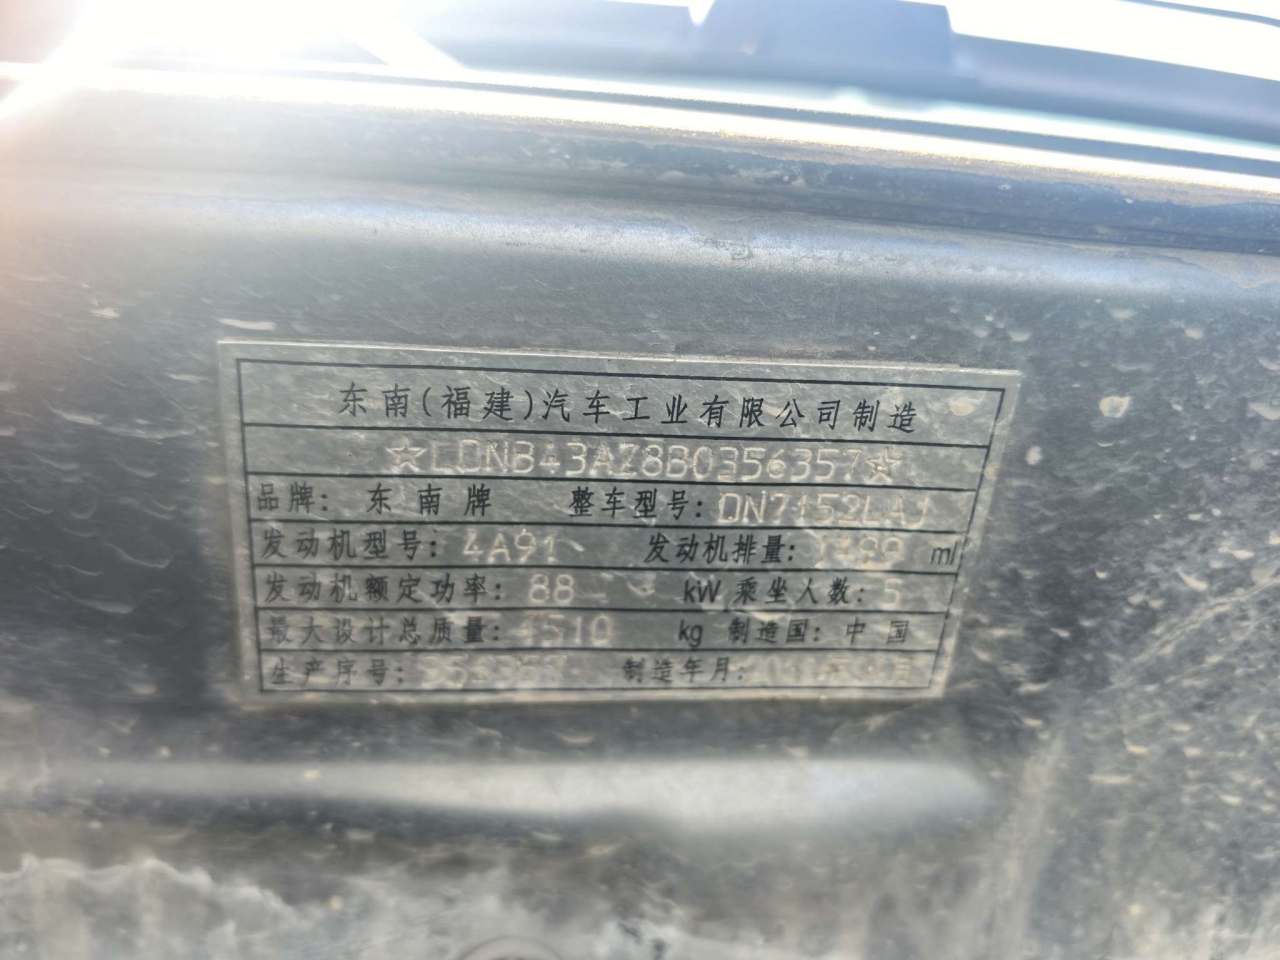 东南(福建)汽车工业有限公司制造
☆LDNB43AZ8B0356357☆
品牌: 东南牌 整车型号: DN7152LAJ
发动机型号: 4A91 发动机排量: 1499 ml
发动机额定功率: 88 kW 乘坐人数: 5
最大设计总质量: 1510 kg 制造国: 中国
生产序号: 制造年月: